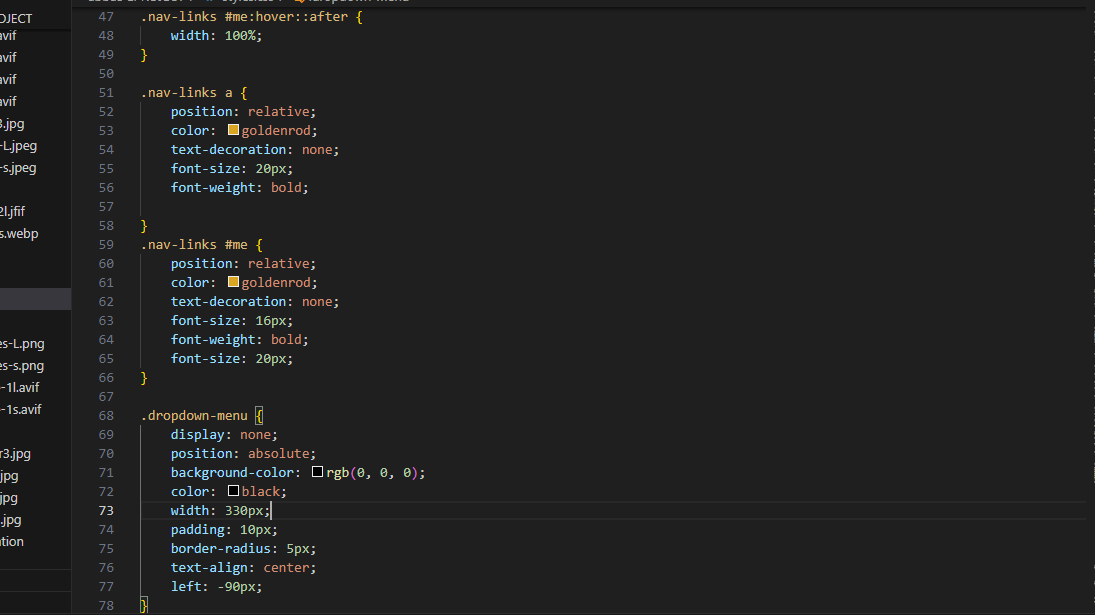 OJECT
avif
avif
avif
avif
3.jpg
-L.jpeg
-s.jpeg
2l.jfif
s.webp
es-L.png
es-s.png
-1l.avif
-1s.avif
r3.jpg
.jpg
.jpg
.jpg
ation
47 .nav-links #me:hover::after {
48 width: 100%;
49 }
50
51 .nav-links a {
52 position: relative;
53 color: goldenrod;
54 text-decoration: none;
55 font-size: 20px;
56 font-weight: bold;
57
58 }
59 .nav-links #me {
60 position: relative;
61 color: goldenrod;
62 text-decoration: none;
63 font-size: 16px;
64 font-weight: bold;
65 font-size: 20px;
66 }
67
68 .dropdown-menu {
69 display: none;
70 position: absolute;
71 background-color: rgb(0, 0, 0);
72 color: black;
73 width: 330px;
74 padding: 10px;
75 border-radius: 5px;
76 text-align: center;
77 left: -90px;
78 }